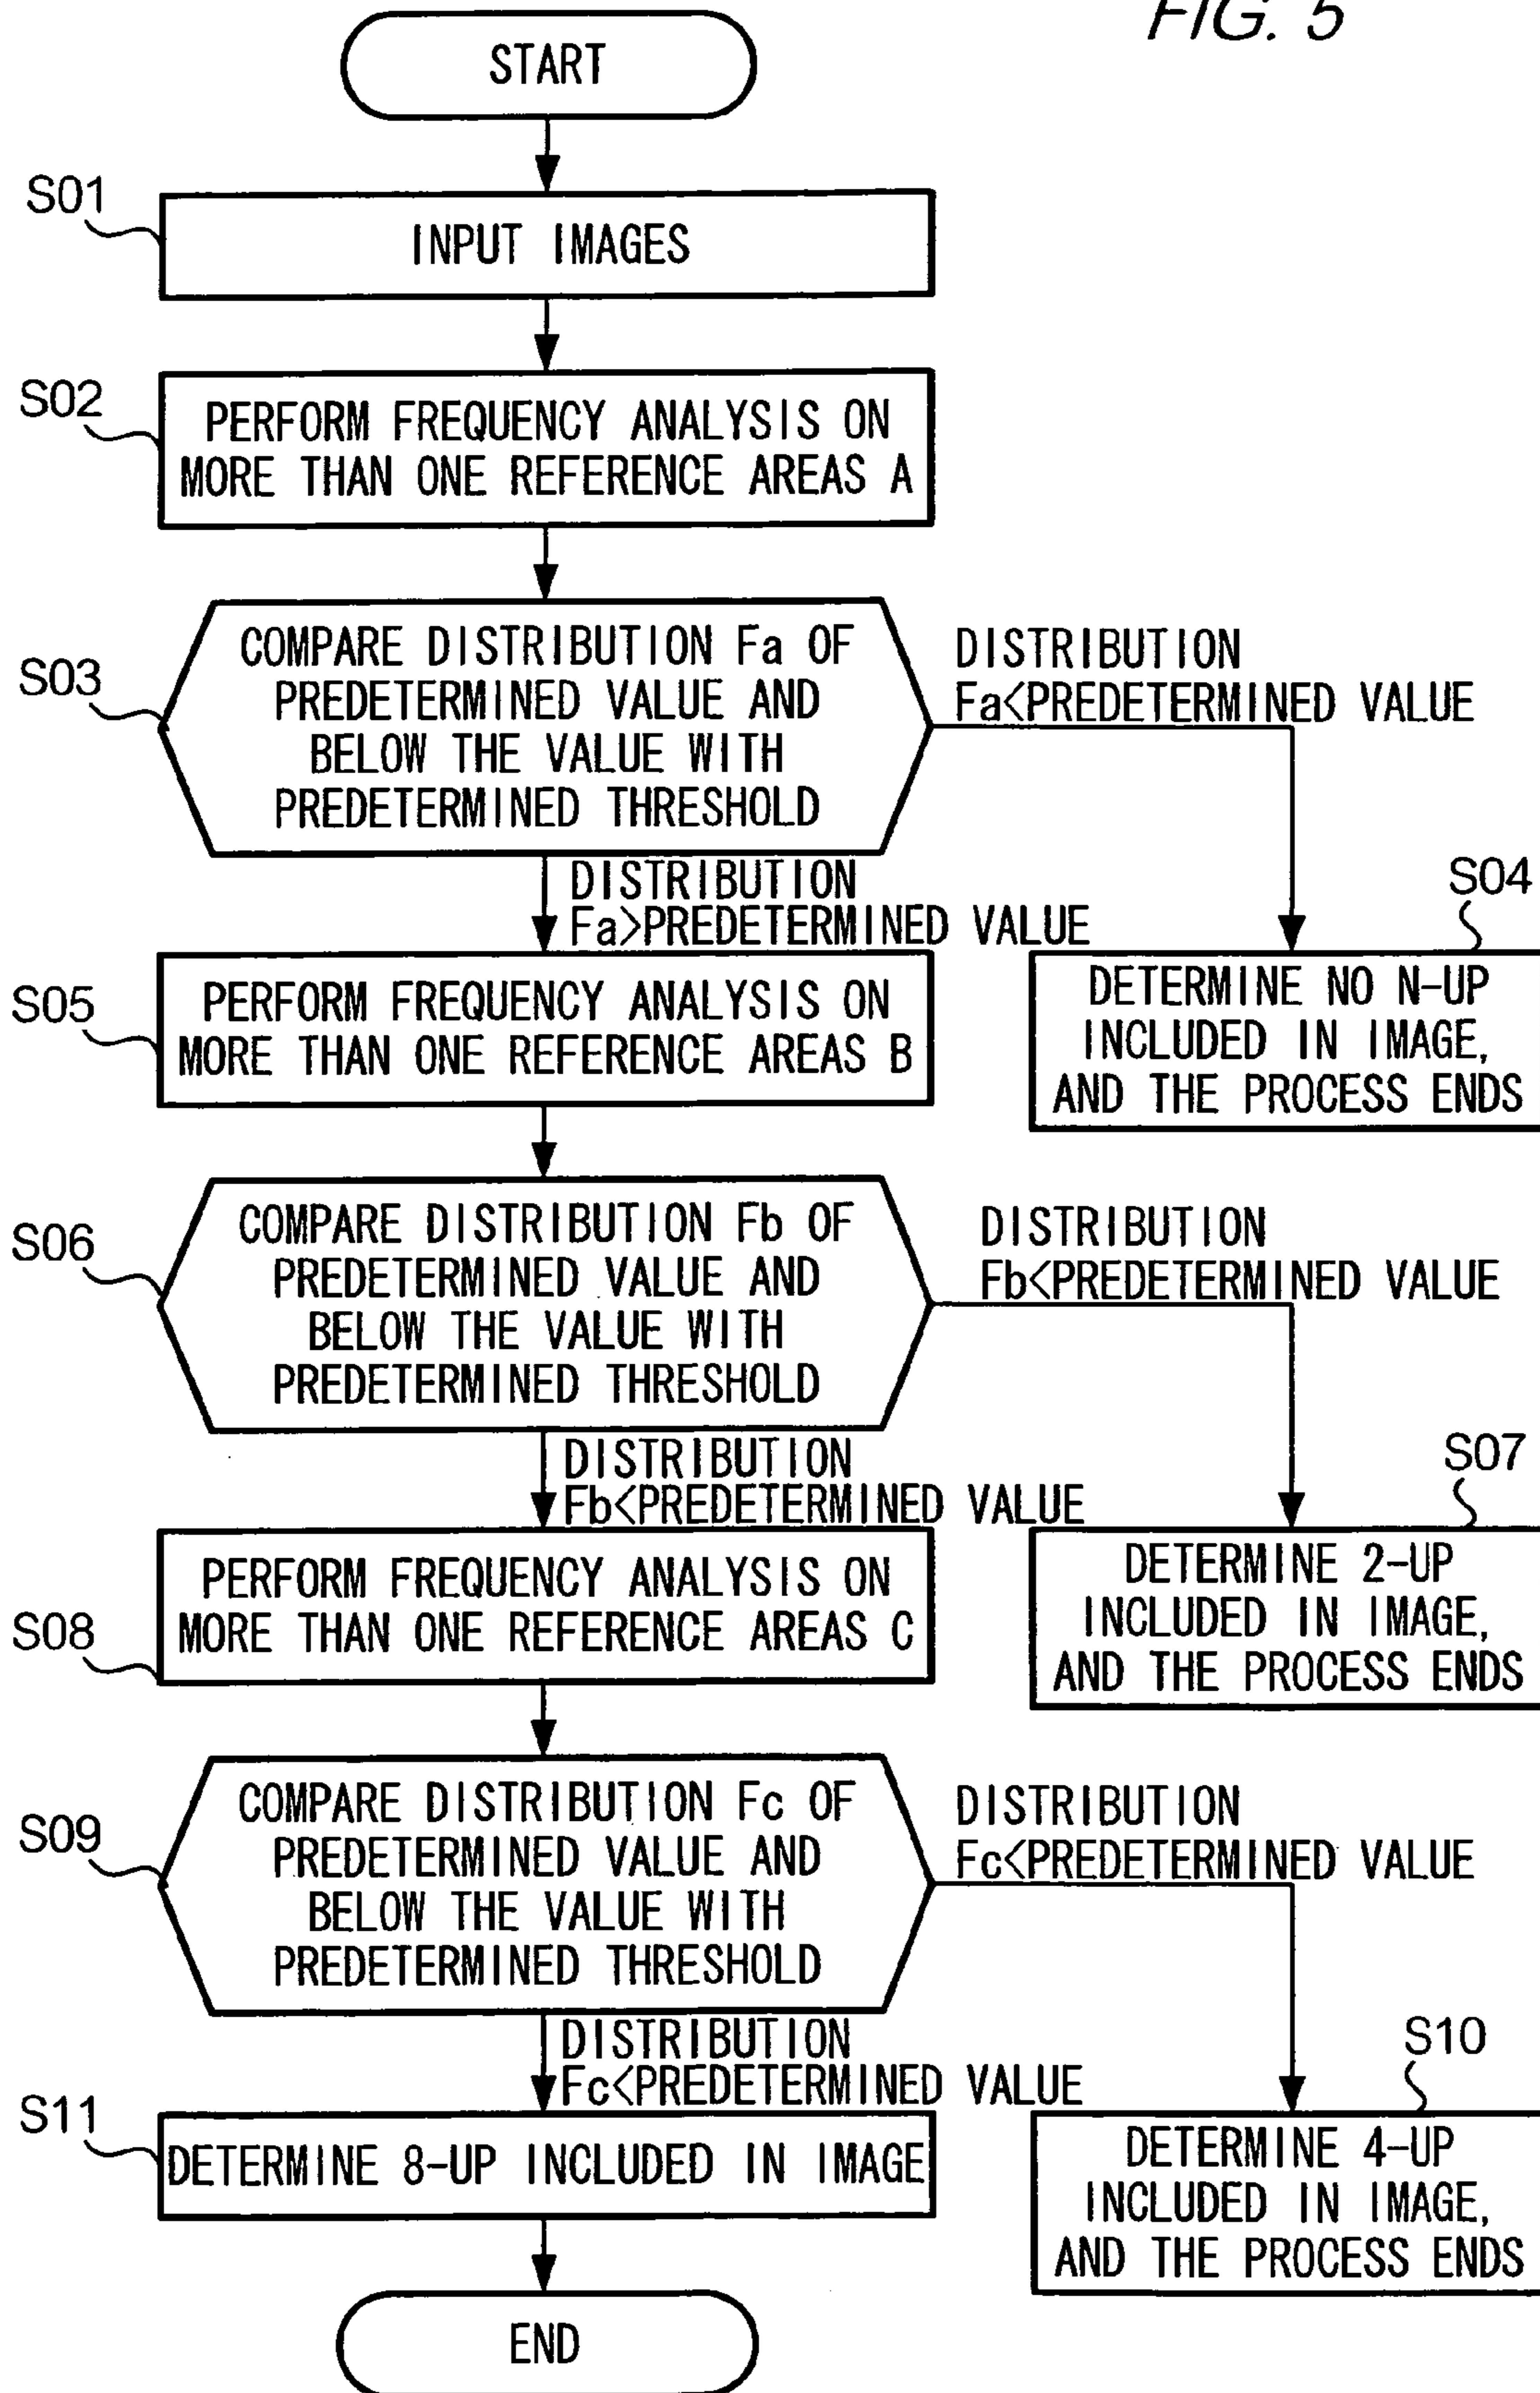 FIG. 5
START
S01
INPUT IMAGES
S02
PERFORM FREQUENCY ANALYSIS ON
MORE THAN ONE REFERENCE AREAS A
S03
COMPARE DISTRIBUTION Fa OF
PREDETERMINED VALUE AND
BELOW THE VALUE WITH
PREDETERMINED THRESHOLD
DISTRIBUTION
Fa<PREDETERMINED VALUE
DISTRIBUTION
Fa>PREDETERMINED VALUE
S04
DETERMINE NO N-UP
INCLUDED IN IMAGE,
AND THE PROCESS ENDS
S05
PERFORM FREQUENCY ANALYSIS ON
MORE THAN ONE REFERENCE AREAS B
S06
COMPARE DISTRIBUTION Fb OF
PREDETERMINED VALUE AND
BELOW THE VALUE WITH
PREDETERMINED THRESHOLD
DISTRIBUTION
Fb<PREDETERMINED VALUE
DISTRIBUTION
Fb<PREDETERMINED VALUE
S07
DETERMINE 2-UP
INCLUDED IN IMAGE,
AND THE PROCESS ENDS
S08
PERFORM FREQUENCY ANALYSIS ON
MORE THAN ONE REFERENCE AREAS C
S09
COMPARE DISTRIBUTION Fc OF
PREDETERMINED VALUE AND
BELOW THE VALUE WITH
PREDETERMINED THRESHOLD
DISTRIBUTION
Fc<PREDETERMINED VALUE
DISTRIBUTION
Fc<PREDETERMINED VALUE
S10
DETERMINE 4-UP
INCLUDED IN IMAGE,
AND THE PROCESS ENDS
S11
DETERMINE 8-UP INCLUDED IN IMAGE
END